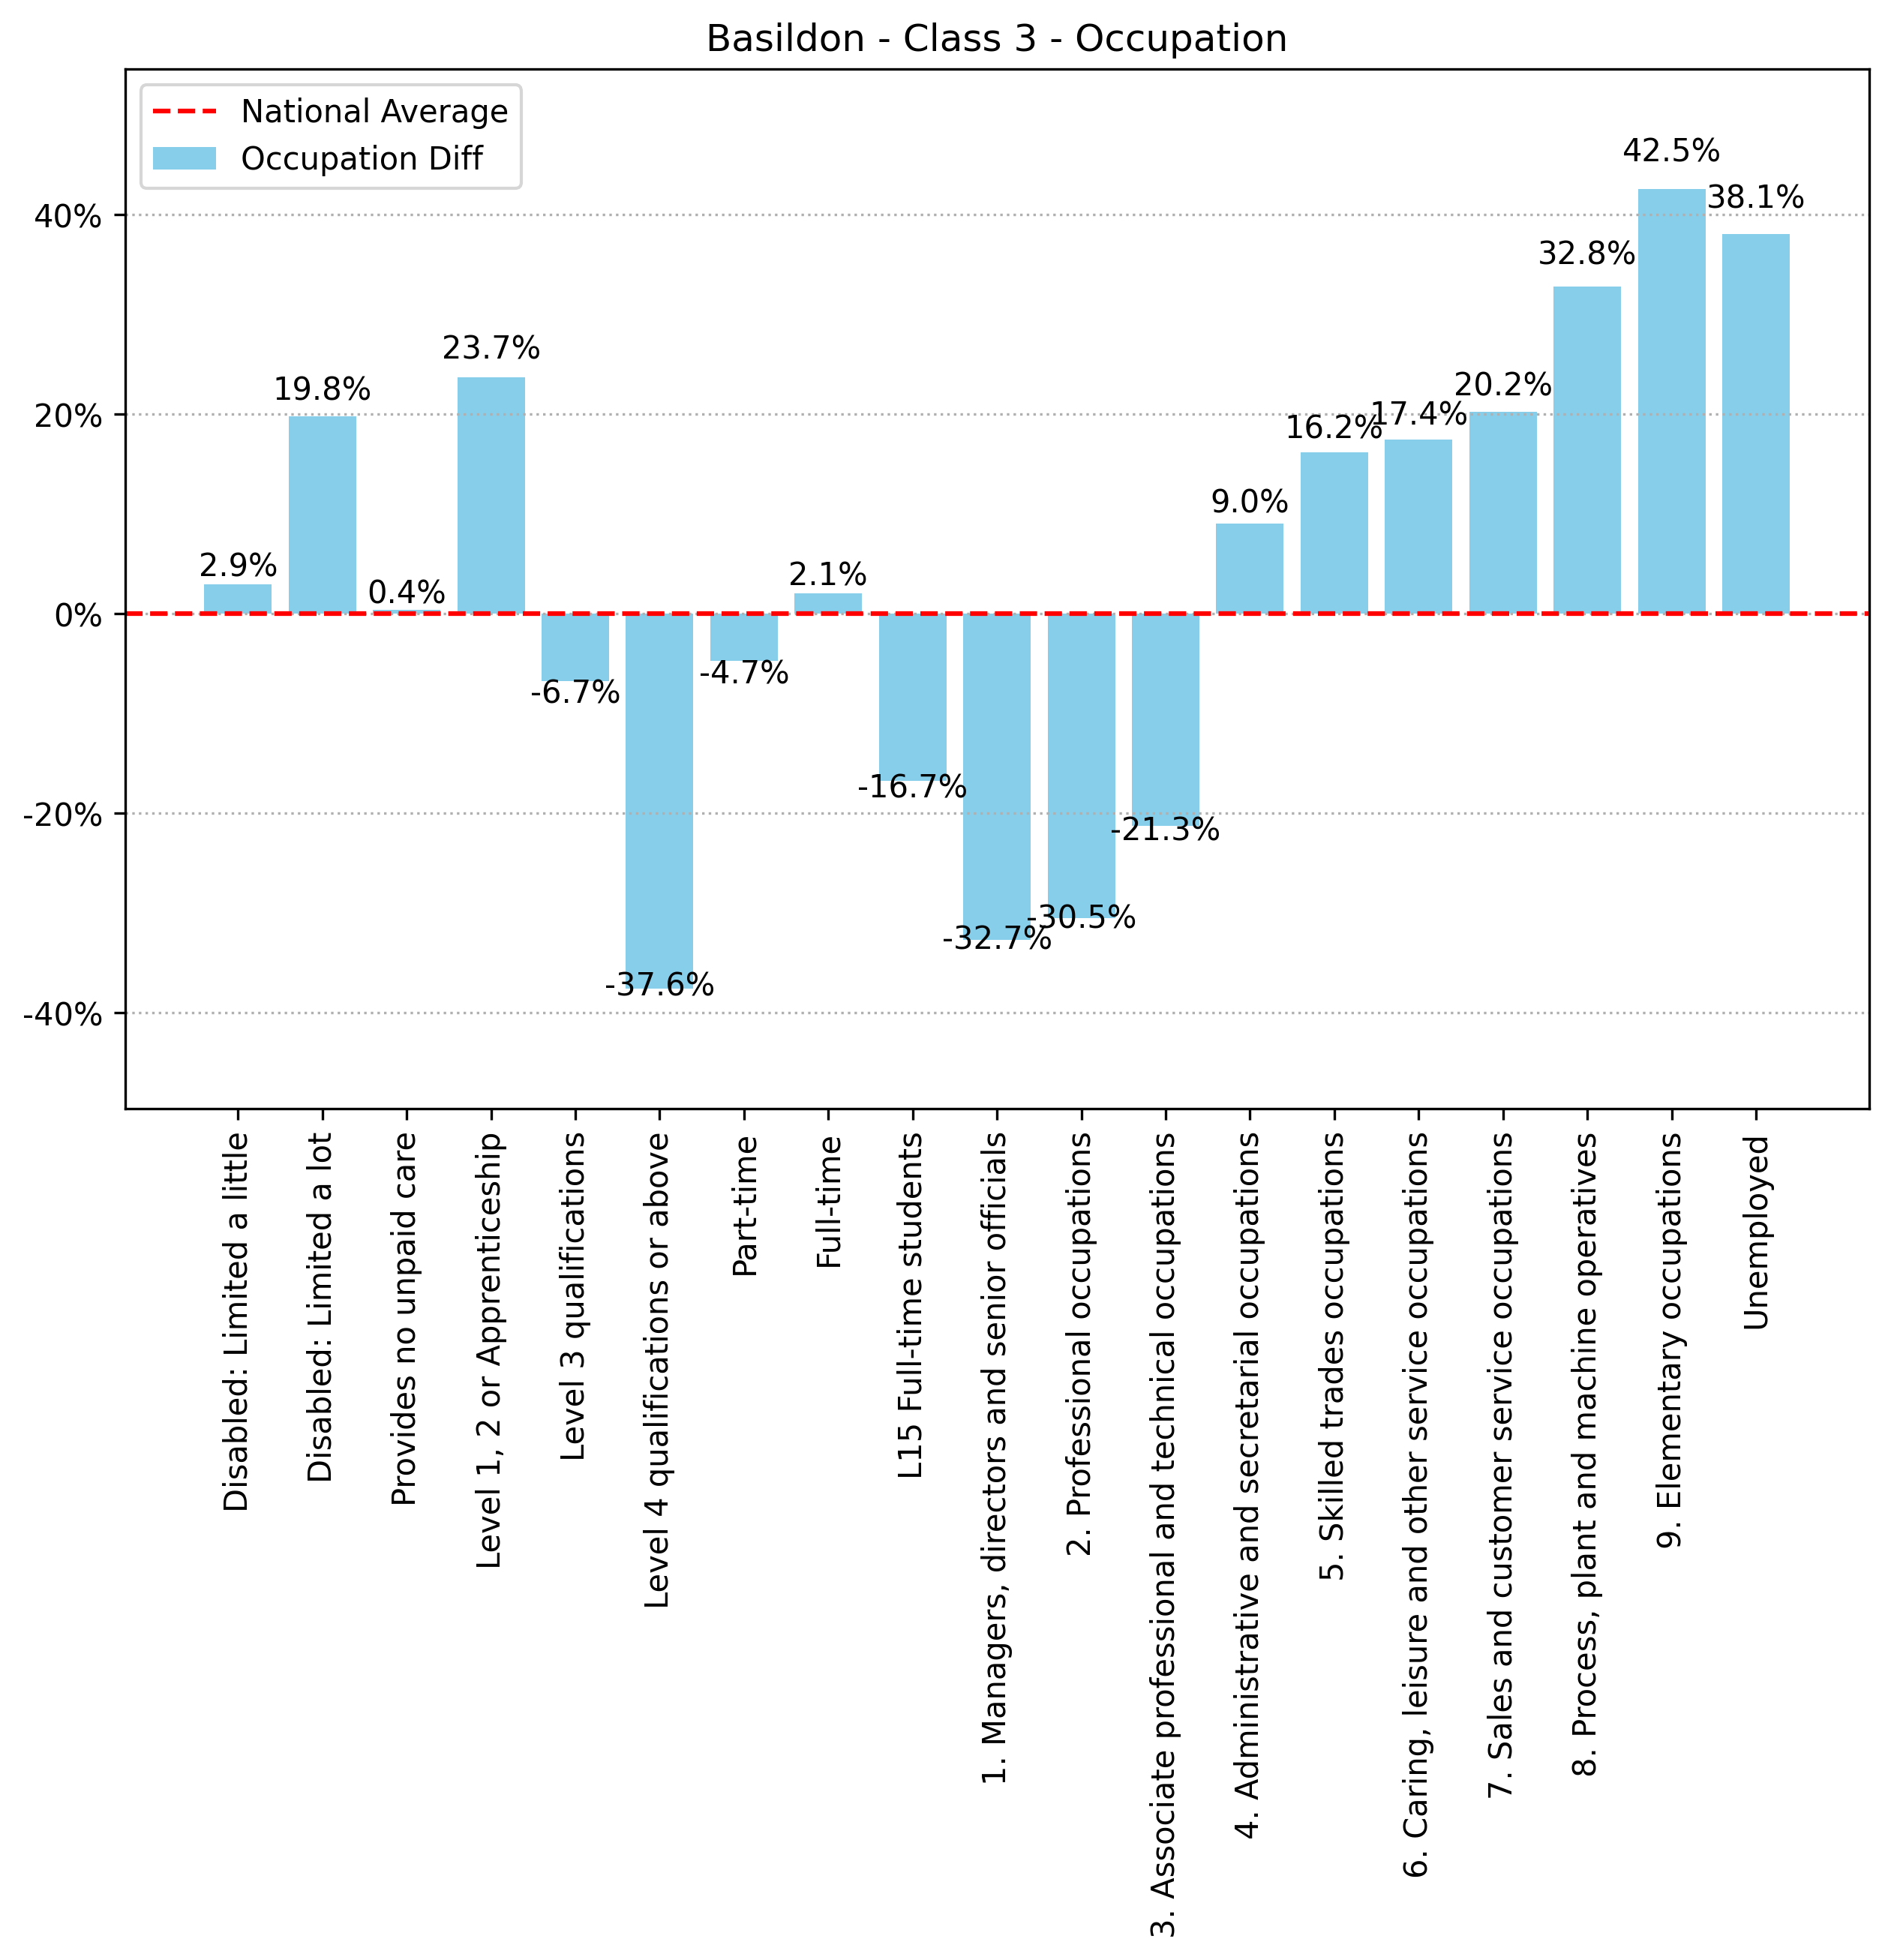 Basildon - Class 3 - Occupation
National Average
Occupation Diff
40%
20%
0%
-20%
-40%
2.9%
19.8%
0.4%
23.7%
-6.7%
-37.6%
-4.7%
2.1%
-16.7%
-32.7%
-30.5%
-21.3%
9.0%
16.2%
17.4%
20.2%
32.8%
42.5%
38.1%
Disabled: Limited a little
Disabled: Limited a lot
Provides no unpaid care
Level 1, 2 or Apprenticeship
Level 3 qualifications
Level 4 qualifications or above
Part-time
Full-time
L15 Full-time students
1. Managers, directors and senior officials
2. Professional occupations
3. Associate professional and technical occupations
4. Administrative and secretarial occupations
5. Skilled trades occupations
6. Caring, leisure and other service occupations
7. Sales and customer service occupations
8. Process, plant and machine operatives
9. Elementary occupations
Unemployed